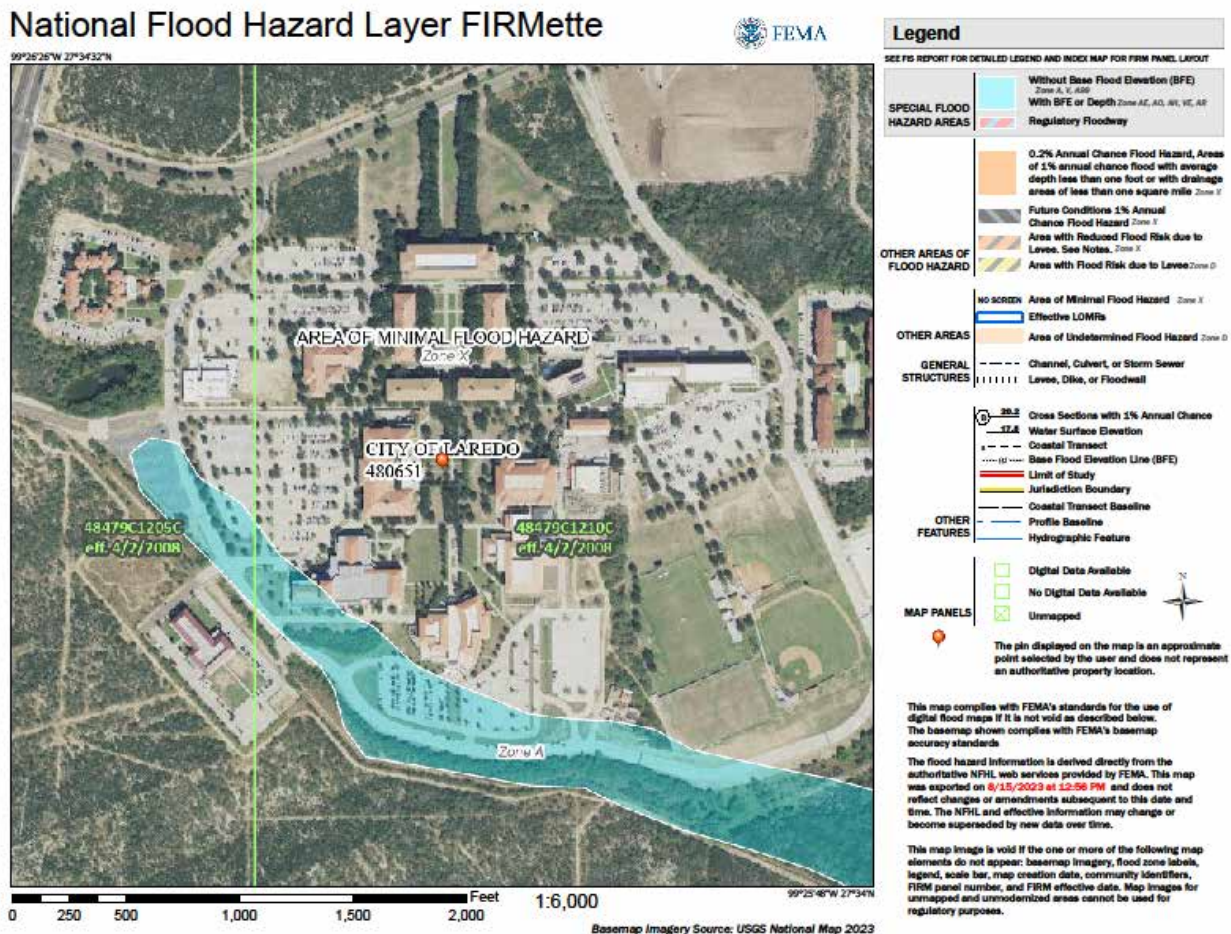 National Flood Hazard Layer FIRMette
FEMA
99°26'26"W 27°34'32"N
AREA OF MINIMAL FLOOD HAZARD
Zone X
CITY OF LAREDO
480651
48479C1205C
eff. 4/2/2008
48479C1210C
eff. 4/2/2008
Zone A
99°25'48"W 27°34'N
0 250 500 1,000 1,500 2,000 Feet 1:6,000
Basemap Imagery Source: USGS National Map 2023
Legend
SEE FIS REPORT FOR DETAILED LEGEND AND INDEX MAP FOR FIRM PANEL LAYOUT
SPECIAL FLOOD
HAZARD AREAS
Without Base Flood Elevation (BFE)
Zone A, V, A99
With BFE or Depth Zone AE, AO, AH, VE, AR
Regulatory Floodway
OTHER AREAS OF
FLOOD HAZARD
0.2% Annual Chance Flood Hazard, Areas
of 1% annual chance flood with average
depth less than one foot or with drainage
areas of less than one square mile Zone X
Future Conditions 1% Annual
Chance Flood Hazard Zone X
Area with Reduced Flood Risk due to
Levee. See Notes. Zone X
Area with Flood Risk due to Levee Zone D
OTHER AREAS
NO SCREEN Area of Minimal Flood Hazard Zone X
Effective LOMRs
Area of Undetermined Flood Hazard Zone D
GENERAL
STRUCTURES
Channel, Culvert, or Storm Sewer
Levee, Dike, or Floodwall
OTHER
FEATURES
B 20.2 Cross Sections with 1% Annual Chance
17.5 Water Surface Elevation
8 Coastal Transect
Base Flood Elevation Line (BFE)
Limit of Study
Jurisdiction Boundary
Coastal Transect Baseline
Profile Baseline
Hydrographic Feature
MAP PANELS
Digital Data Available
No Digital Data Available
Unmapped
N
The pin displayed on the map is an approximate
point selected by the user and does not represent
an authoritative property location.
This map complies with FEMA's standards for the use of
digital flood maps if it is not void as described below.
The basemap shown complies with FEMA's basemap
accuracy standards
The flood hazard information is derived directly from the
authoritative NFHL web services provided by FEMA. This map
was exported on 8/15/2023 at 12:56 PM and does not
reflect changes or amendments subsequent to this date and
time. The NFHL and effective information may change or
become superseded by new data over time.
This map image is void if the one or more of the following map
elements do not appear: basemap imagery, flood zone labels,
legend, scale bar, map creation date, community identifiers,
FIRM panel number, and FIRM effective date. Map images for
unmapped and unmodernized areas cannot be used for
regulatory purposes.